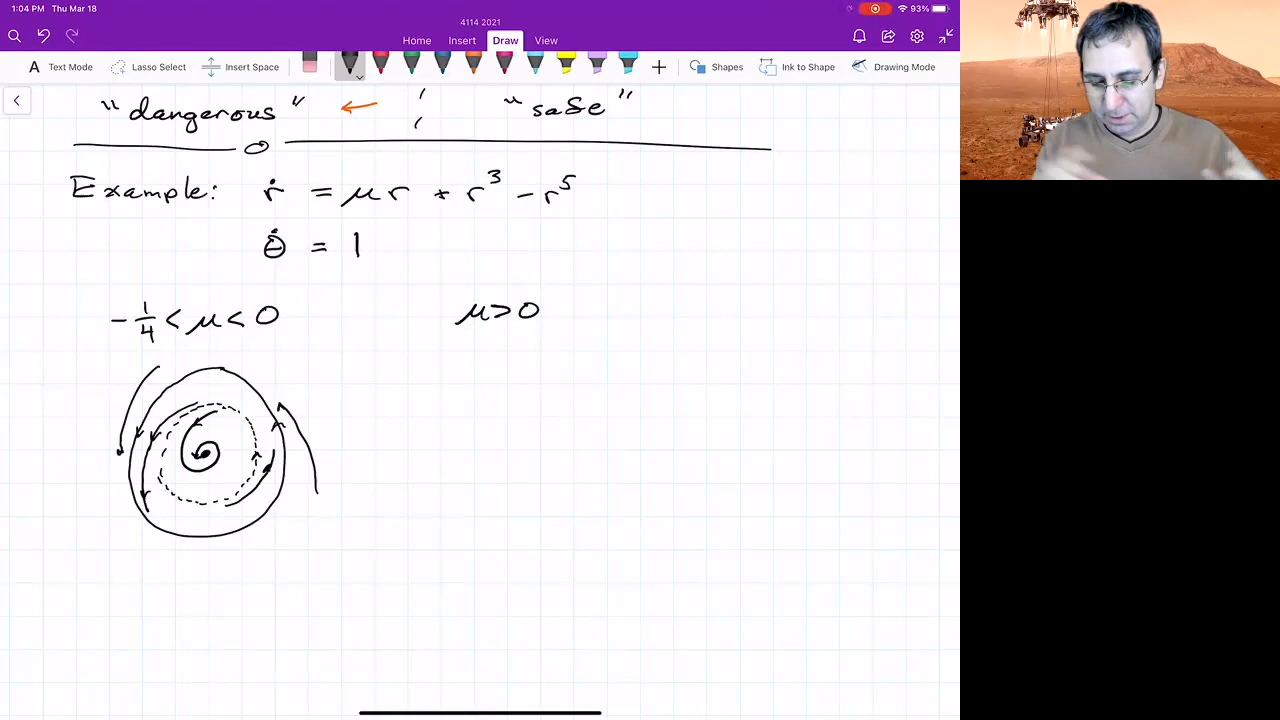 1:04 PM Thu Mar 18
93%
4114 2021
Home Insert Draw View
A Text Mode Lasso Select Insert Space Shapes Ink to Shape Drawing Mode
"dangerous" ← "safe"
Example: ṙ = μr + r³ - r⁵
θ̇ = 1
-1/4 < μ < 0 μ > 0